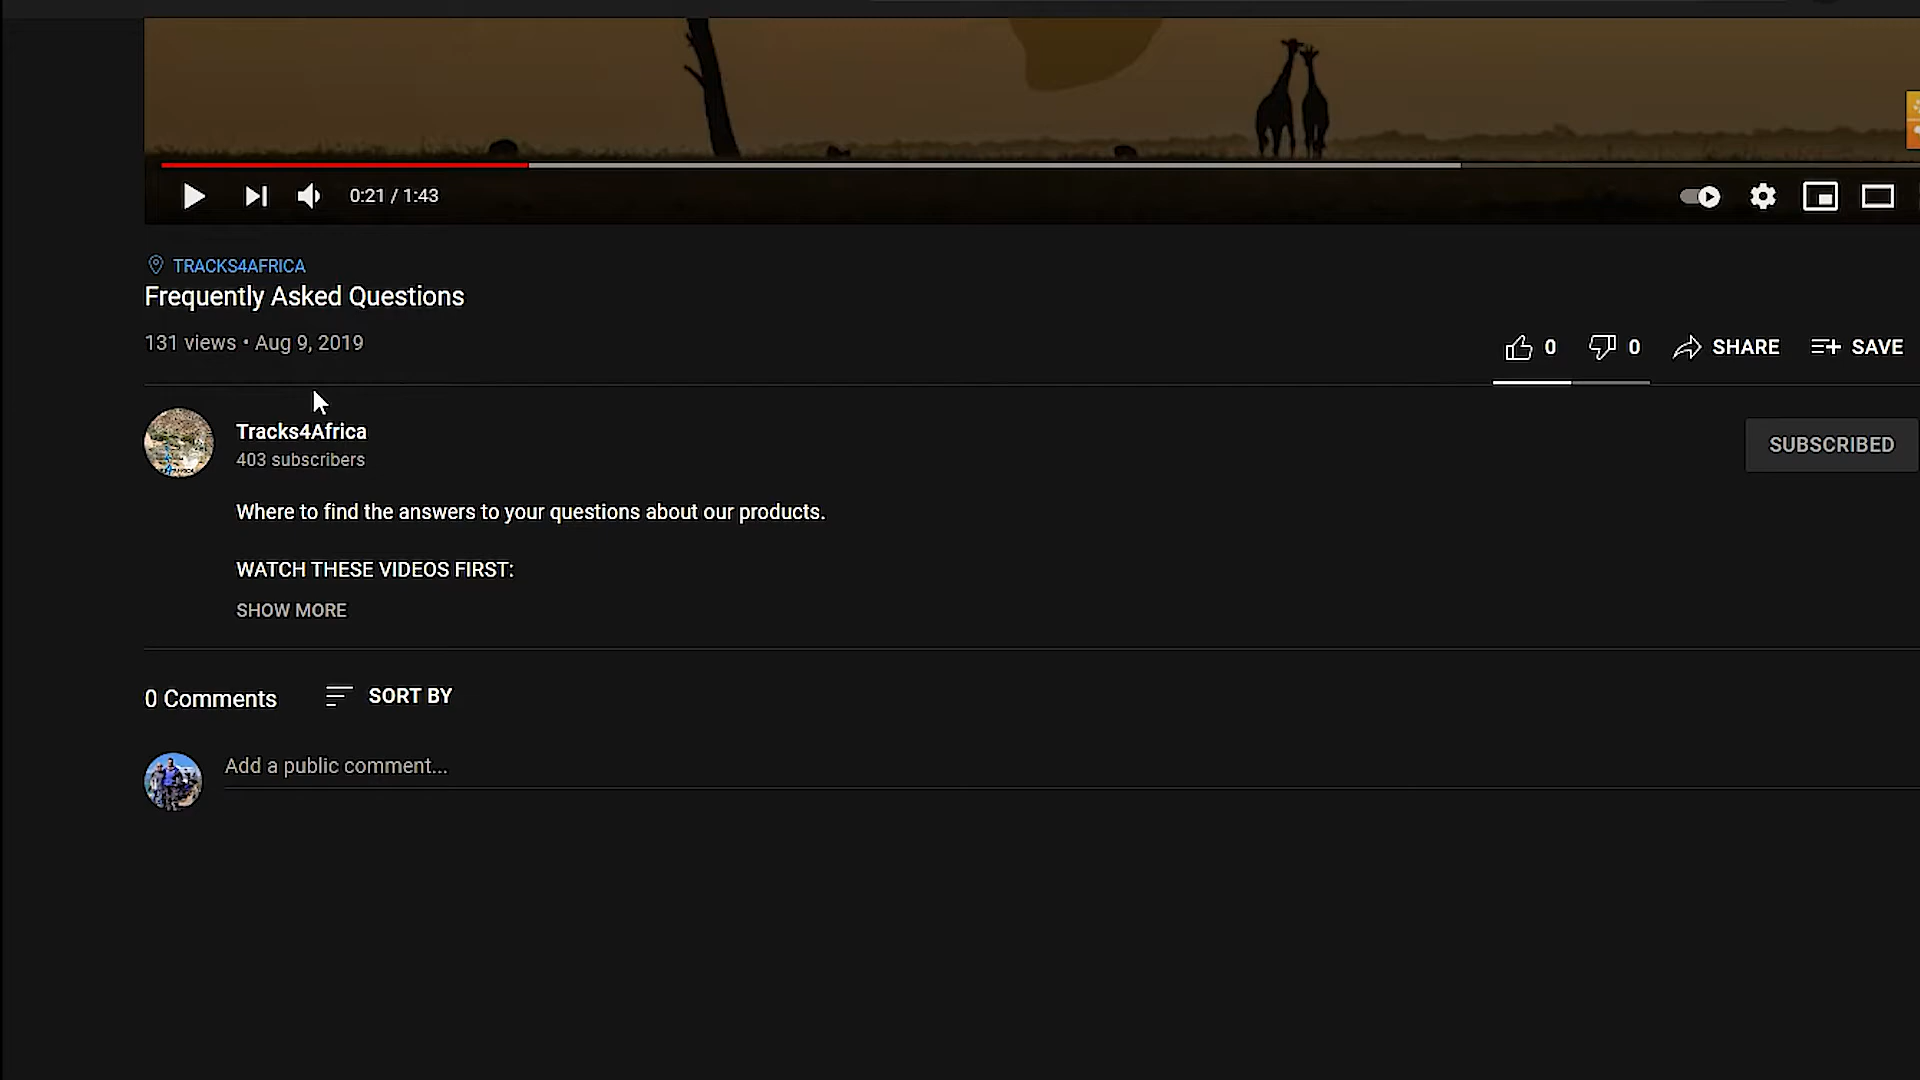 0:21 / 1:43
TRACKS4AFRICA
Frequently Asked Questions
131 views • Aug 9, 2019
0
0
SHARE
SAVE
Tracks4Africa
403 subscribers
SUBSCRIBED
Where to find the answers to your questions about our products.
WATCH THESE VIDEOS FIRST:
SHOW MORE
0 Comments
SORT BY
Add a public comment...